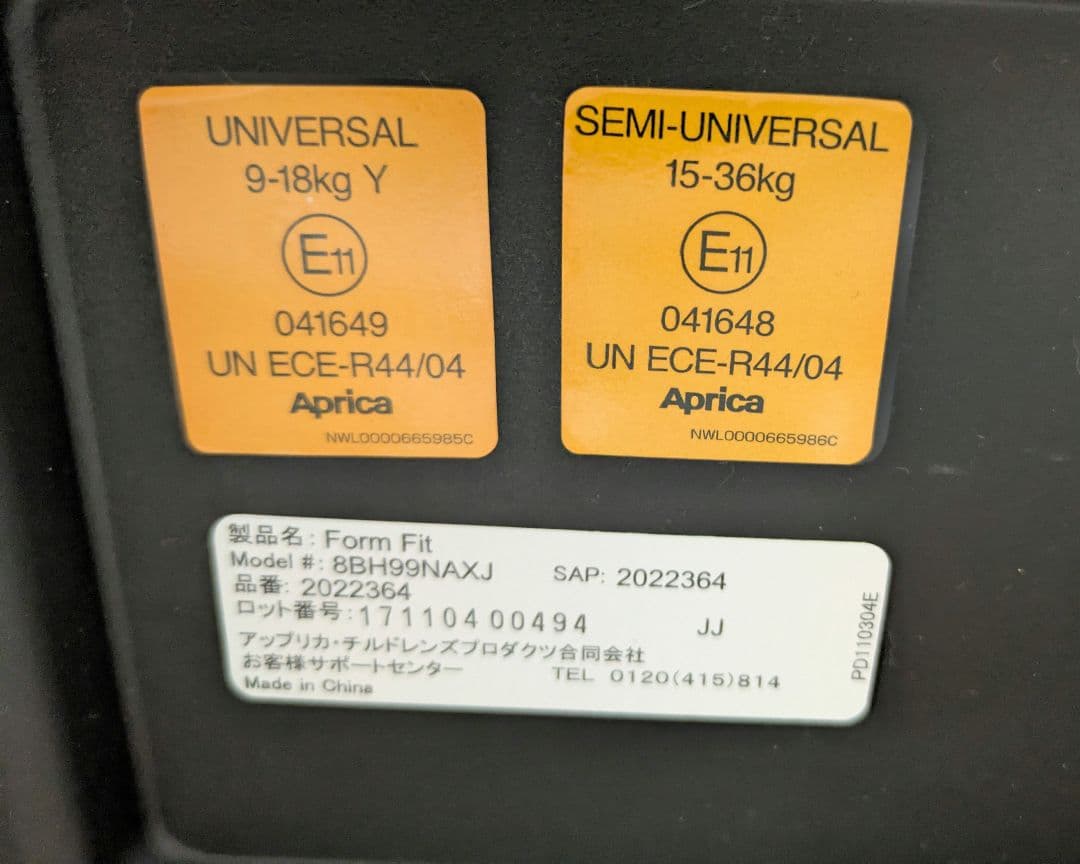 UNIVERSAL
9-18kg Y
E11
041649
UN ECE-R44/04
Aprica
NWL0000665985C
SEMI-UNIVERSAL
15-36kg
E11
041648
UN ECE-R44/04
Aprica
NWL0000665986C
製品名: Form Fit
Model #: 8BH99NAXJ SAP: 2022364
品番: 2022364
ロット番号: 171104 00494 JJ
アップリカ・チルドレンズプロダクツ合同会社
お客様サポートセンター TEL 0120(415)814
Made in China
PD110304E